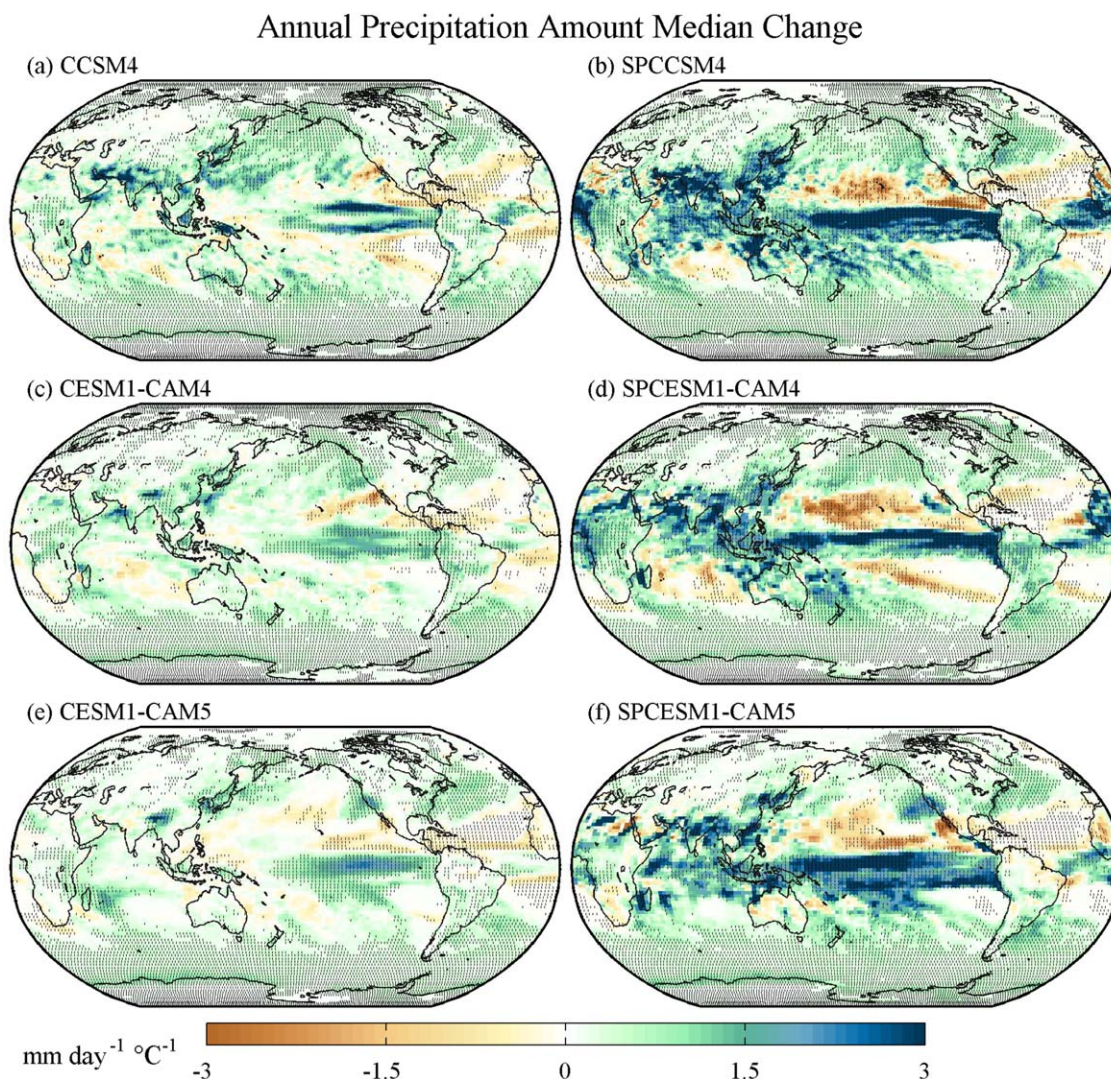 Annual Precipitation Amount Median Change
(a) CCSM4
(b) SPCCSM4
(c) CESM1-CAM4
(d) SPCESM1-CAM4
(e) CESM1-CAM5
(f) SPCESM1-CAM5
mm day⁻¹ °C⁻¹
-3 -1.5 0 1.5 3